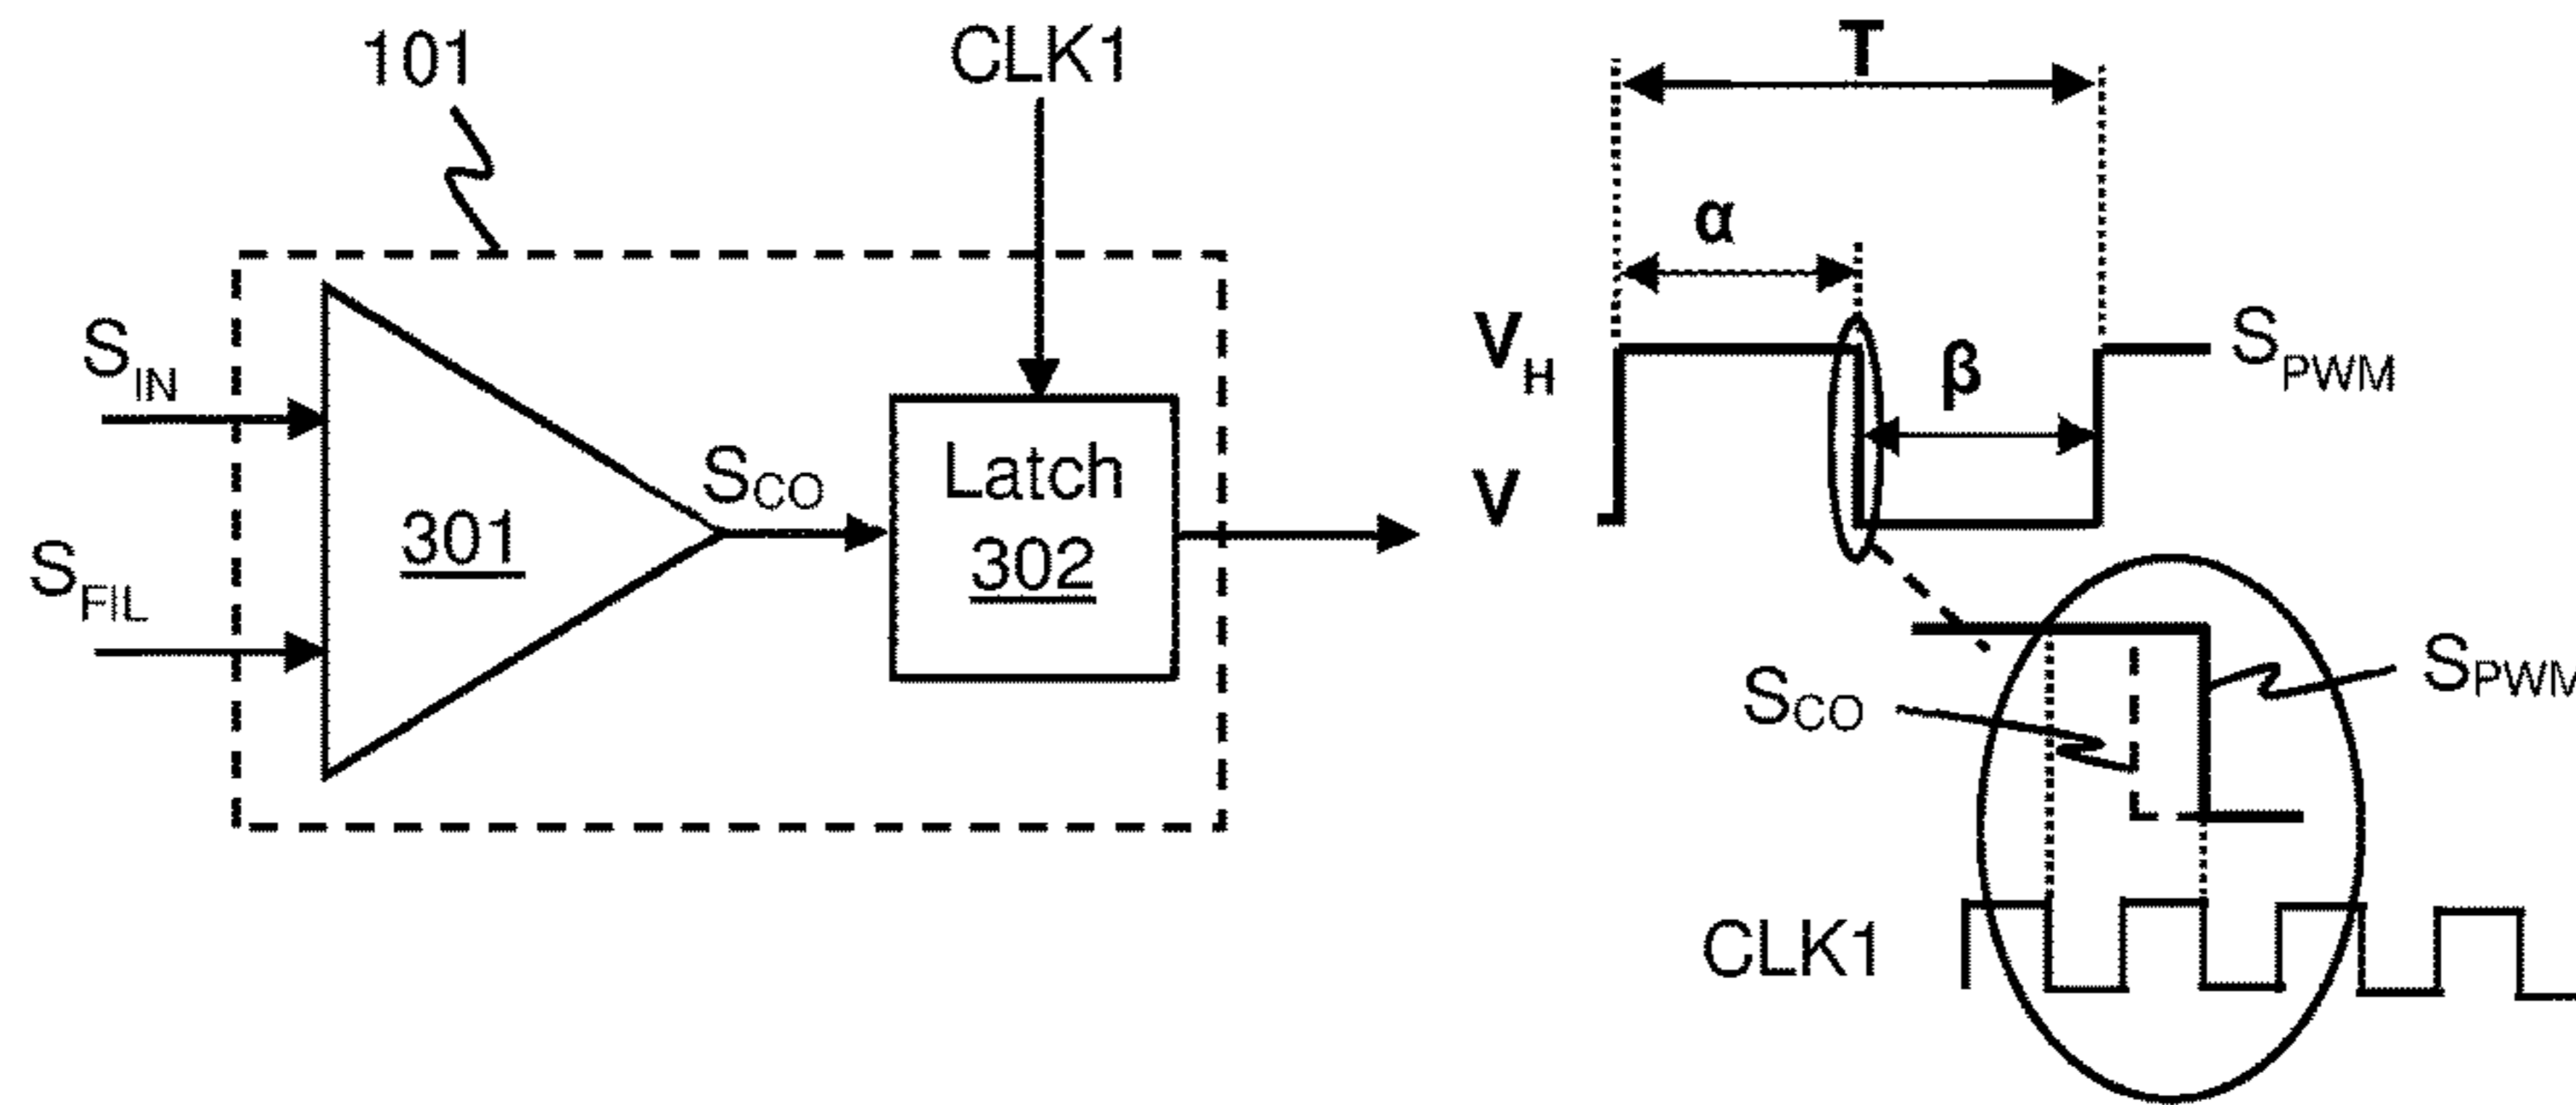 101
CLK1
T
α
S_IN
V_H
S_PWM
β
S_CO
Latch
V
301
302
S_FIL
S_CO
S_PWM
CLK1